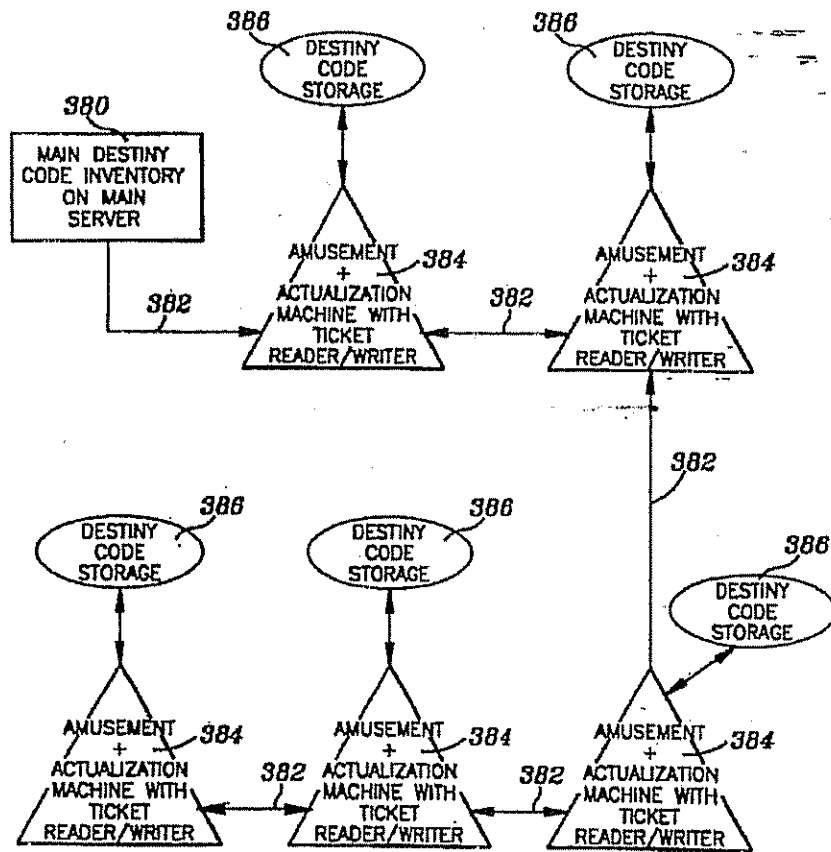 386
DESTINY
CODE
STORAGE
386
DESTINY
CODE
STORAGE
380
MAIN DESTINY
CODE INVENTORY
ON MAIN
SERVER
382
AMUSEMENT
+
384
ACTUALIZATION
MACHINE WITH
TICKET
READER/WRITER
382
AMUSEMENT
+
384
ACTUALIZATION
MACHINE WITH
TICKET
READER/WRITER
382
386
DESTINY
CODE
STORAGE
386
DESTINY
CODE
STORAGE
386
DESTINY
CODE
STORAGE
AMUSEMENT
+
384
ACTUALIZATION
MACHINE WITH
TICKET
READER/WRITER
382
AMUSEMENT
+
384
ACTUALIZATION
MACHINE WITH
TICKET
READER/WRITER
382
AMUSEMENT
+
384
ACTUALIZATION
MACHINE WITH
TICKET
READER/WRITER